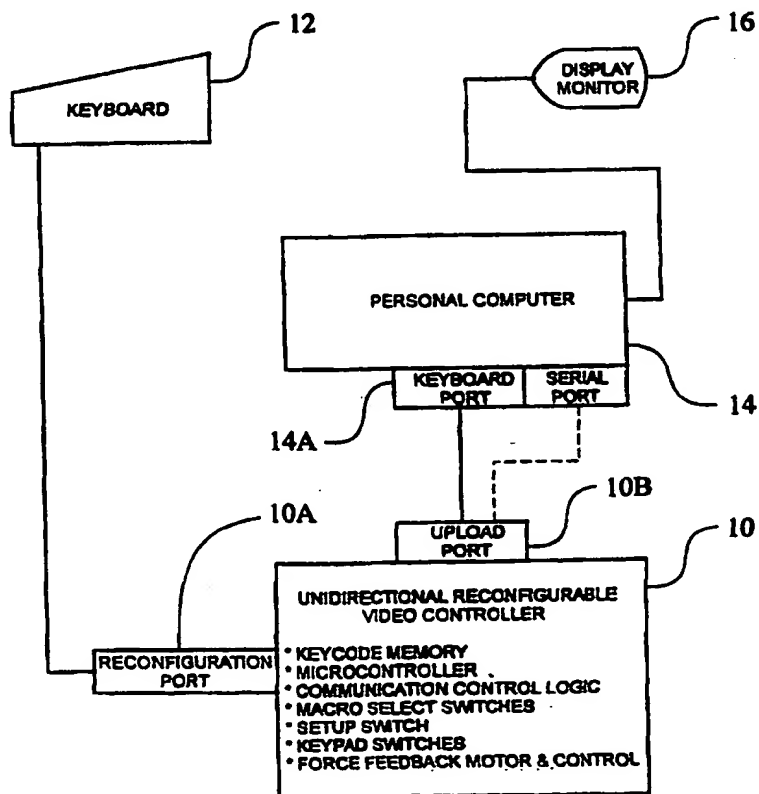 12
16
KEYBOARD
DISPLAY
MONITOR
PERSONAL COMPUTER
KEYBOARD
PORT
SERIAL
PORT
14
14A
10B
10A
10
UPLOAD
PORT
UNIDIRECTIONAL RECONFIGURABLE
VIDEO CONTROLLER
RECONFIGURATION
PORT
* KEYCODE MEMORY
* MICROCONTROLLER
* COMMUNICATION CONTROL LOGIC
* MACRO SELECT SWITCHES
* SETUP SWITCH
* KEYPAD SWITCHES
* FORCE FEEDBACK MOTOR & CONTROL